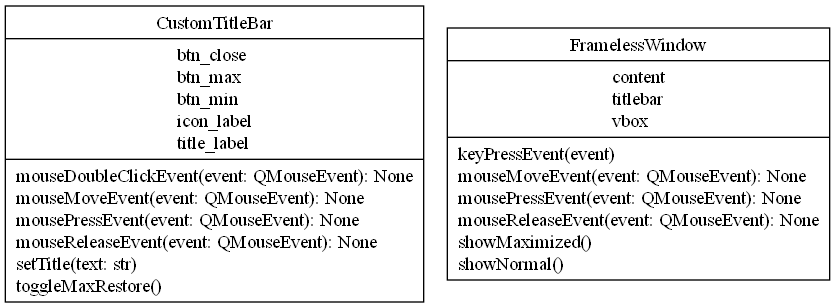 CustomTitleBar
btn_close
btn_max
btn_min
icon_label
title_label
mouseDoubleClickEvent(event: QMouseEvent): None
mouseMoveEvent(event: QMouseEvent): None
mousePressEvent(event: QMouseEvent): None
mouseReleaseEvent(event: QMouseEvent): None
setTitle(text: str)
toggleMaxRestore()
FramelessWindow
content
titlebar
vbox
keyPressEvent(event)
mouseMoveEvent(event: QMouseEvent): None
mousePressEvent(event: QMouseEvent): None
mouseReleaseEvent(event: QMouseEvent): None
showMaximized()
showNormal()